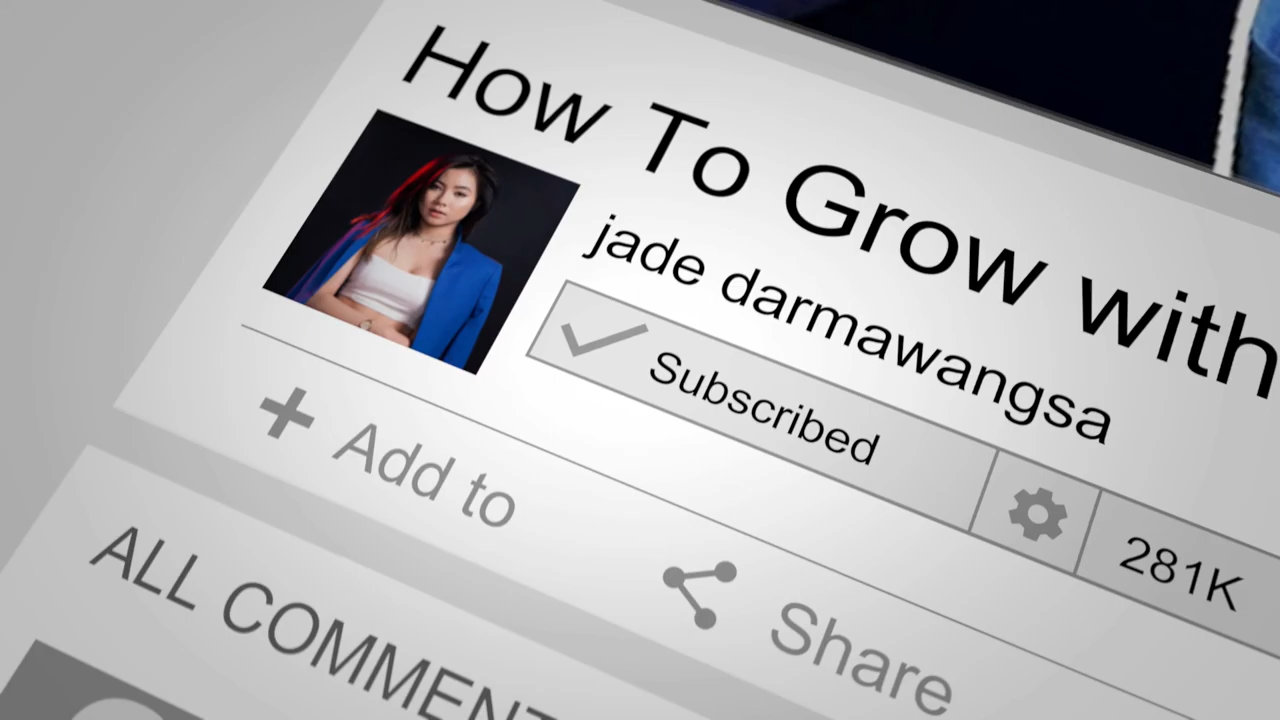 How To Grow with
jade darmawangsa
Subscribed
281K
Add to
Share
ALL COMMENT